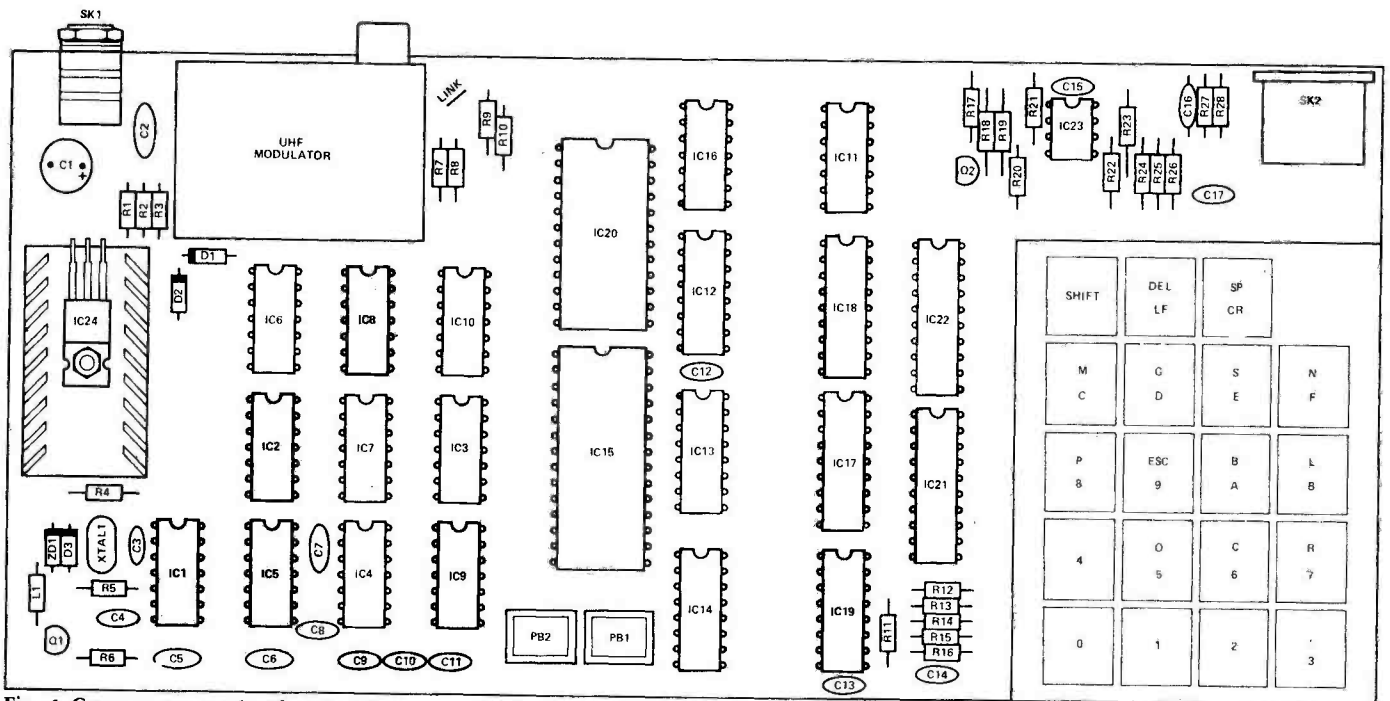 SK1
LINK
C2
C1
+
UHF
MODULATOR
R1
R2
R3
R7
R8
R9
R10
IC16
IC11
R17
R18
R19
R20
Q2
R21
C15
IC23
R22
R23
R24
R25
R26
C16
R27
R28
C17
SK2
IC24
D1
D2
IC6
IC8
IC10
IC20
IC12
IC18
IC22
C12
IC2
IC7
IC3
IC15
IC13
IC17
IC21
R4
ZD1
D3
XTAL1
C3
IC1
IC5
C7
IC4
IC9
L1
R5
C4
Q1
R6
C5
C6
C8
C9
C10
C11
PB2
PB1
IC14
IC19
C13
R11
R12
R13
R14
R15
R16
C14
SHIFT
DEL
LF
SP
CR
M
C
G
D
S
E
N
F
P
8
ESC
9
B
A
L
B
4
O
5
C
6
R
7
0
1
2
.
3